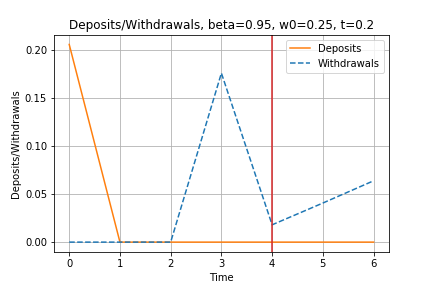 Deposits/Withdrawals, beta=0.95, w0=0.25, t=0.2
Deposits
Withdrawals
Deposits/Withdrawals
0.20
0.15
0.10
0.05
0.00
0 1 2 3 4 5 6
Time